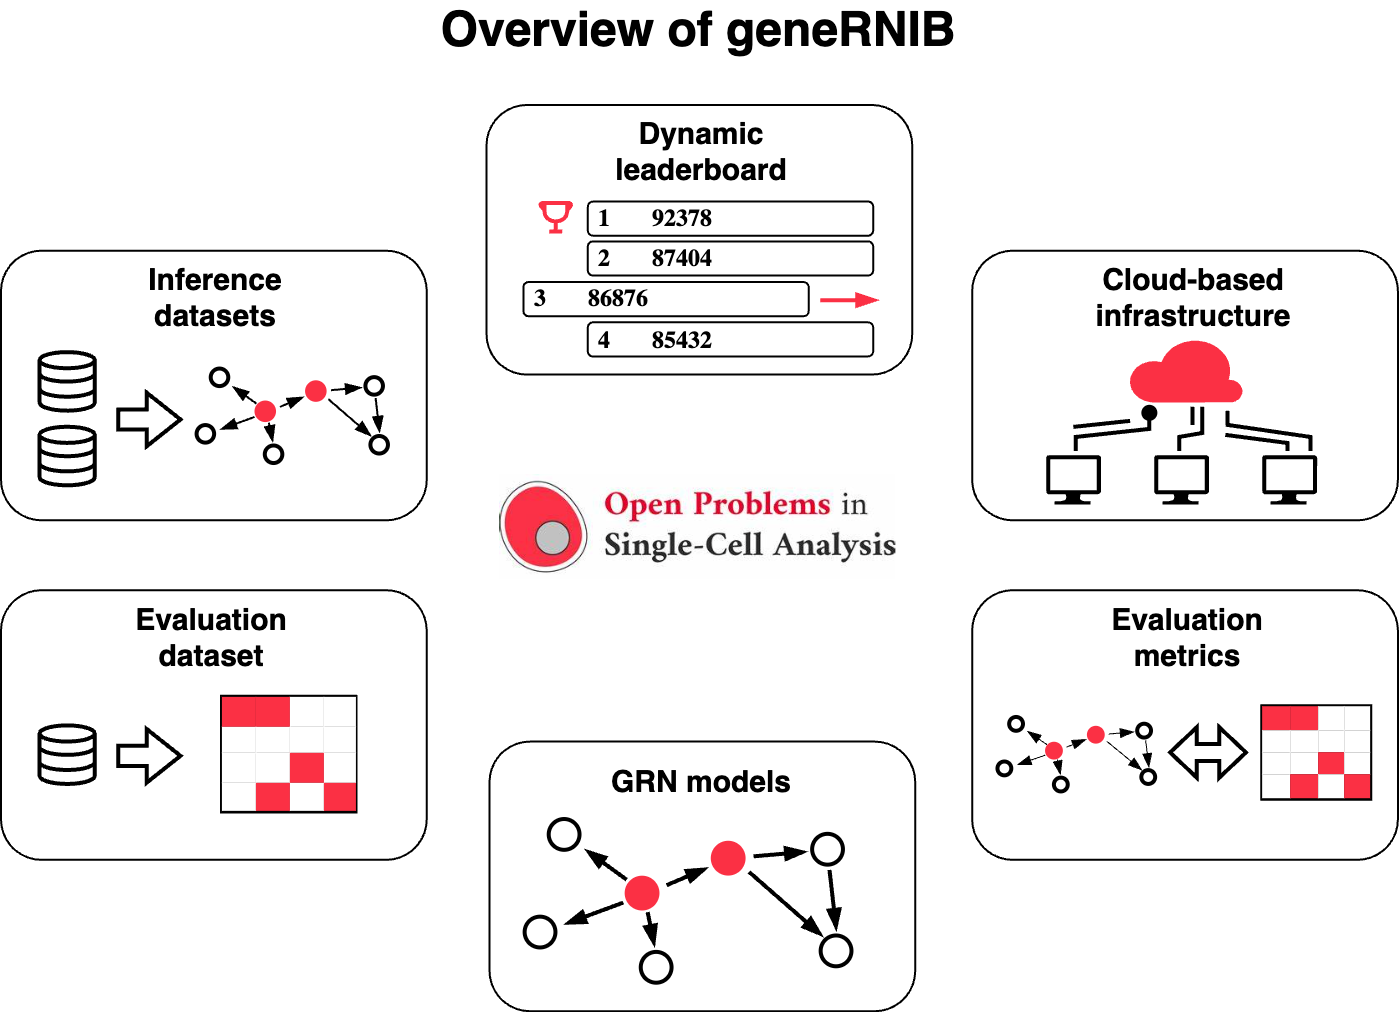 Overview of geneRNIB
Dynamic
leaderboard
1 92378
2 87404
3 86876
4 85432
Inference
datasets
Cloud-based
infrastructure
Open Problems in
Single-Cell Analysis
Evaluation
dataset
Evaluation
metrics
GRN models